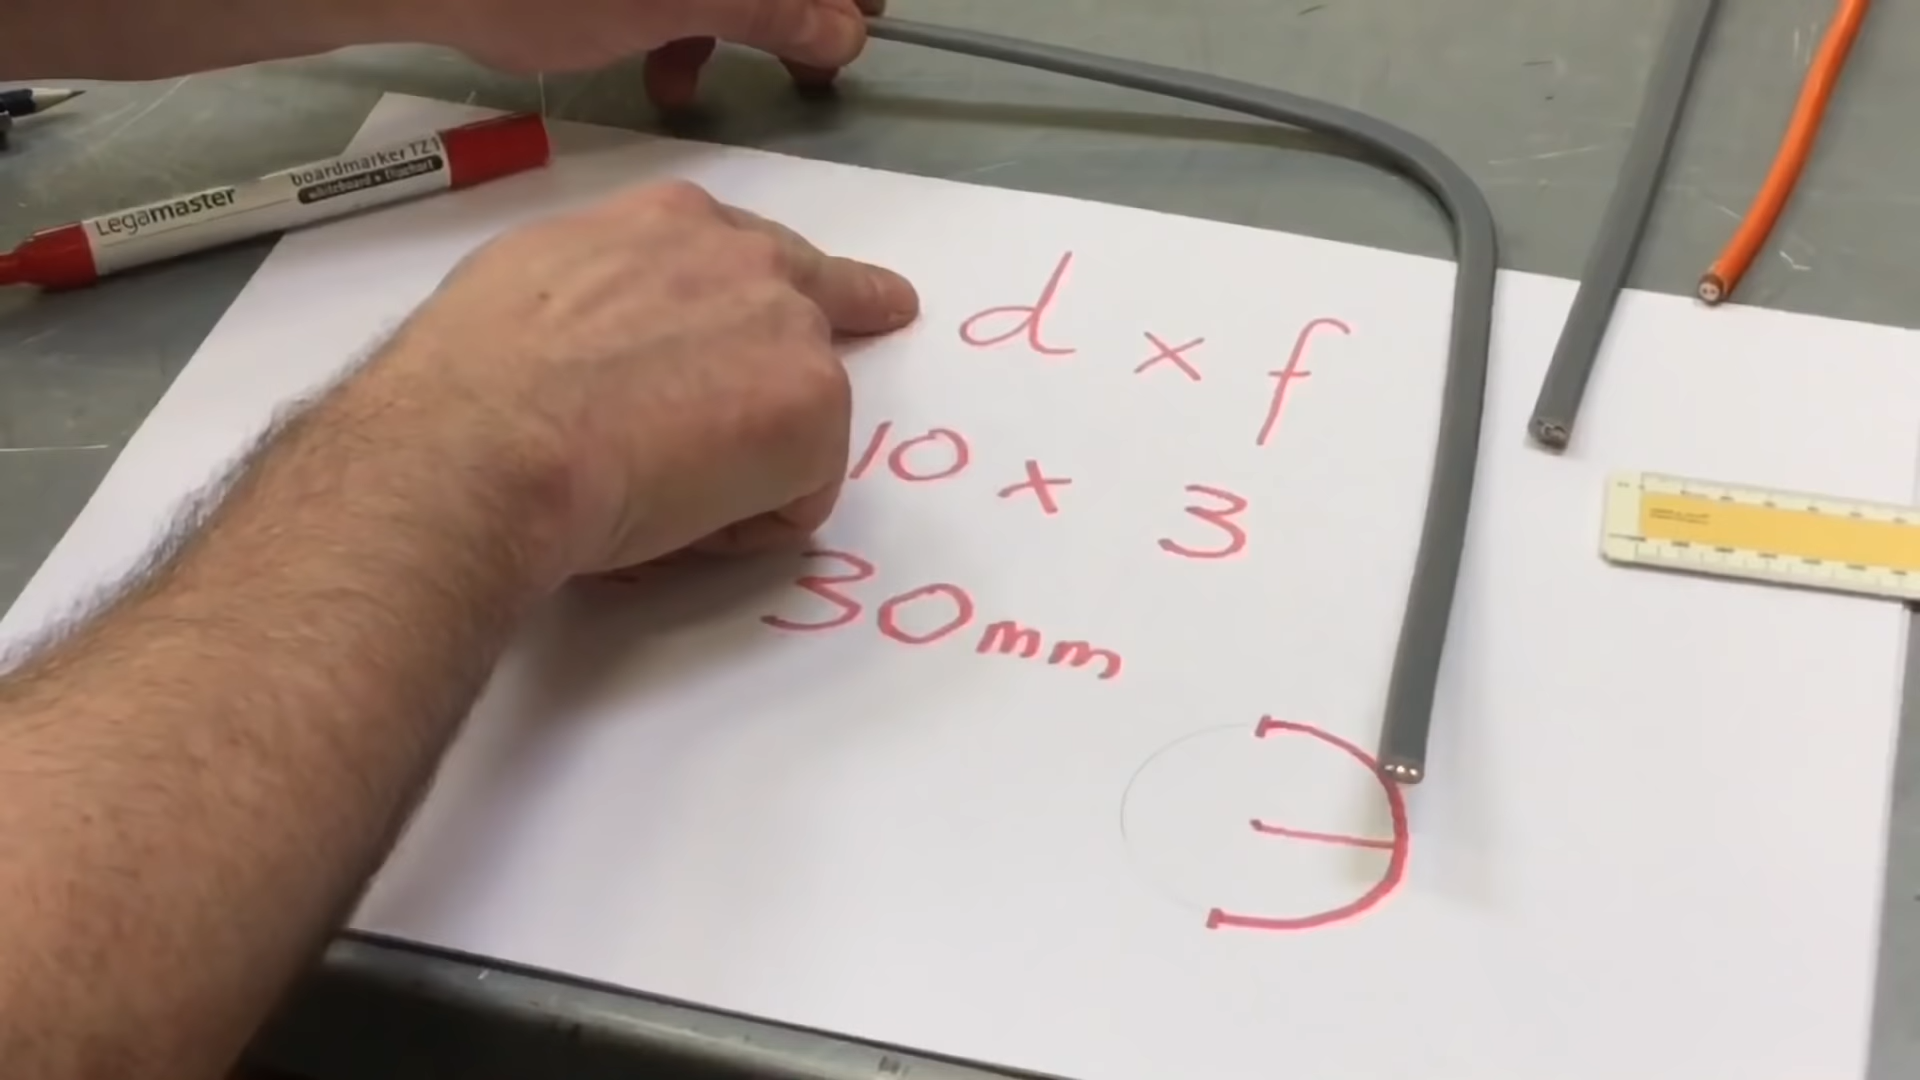 boardmarker TZ1
whiteboard + flipchart
Legamaster
d x f
10 x 3
30mm